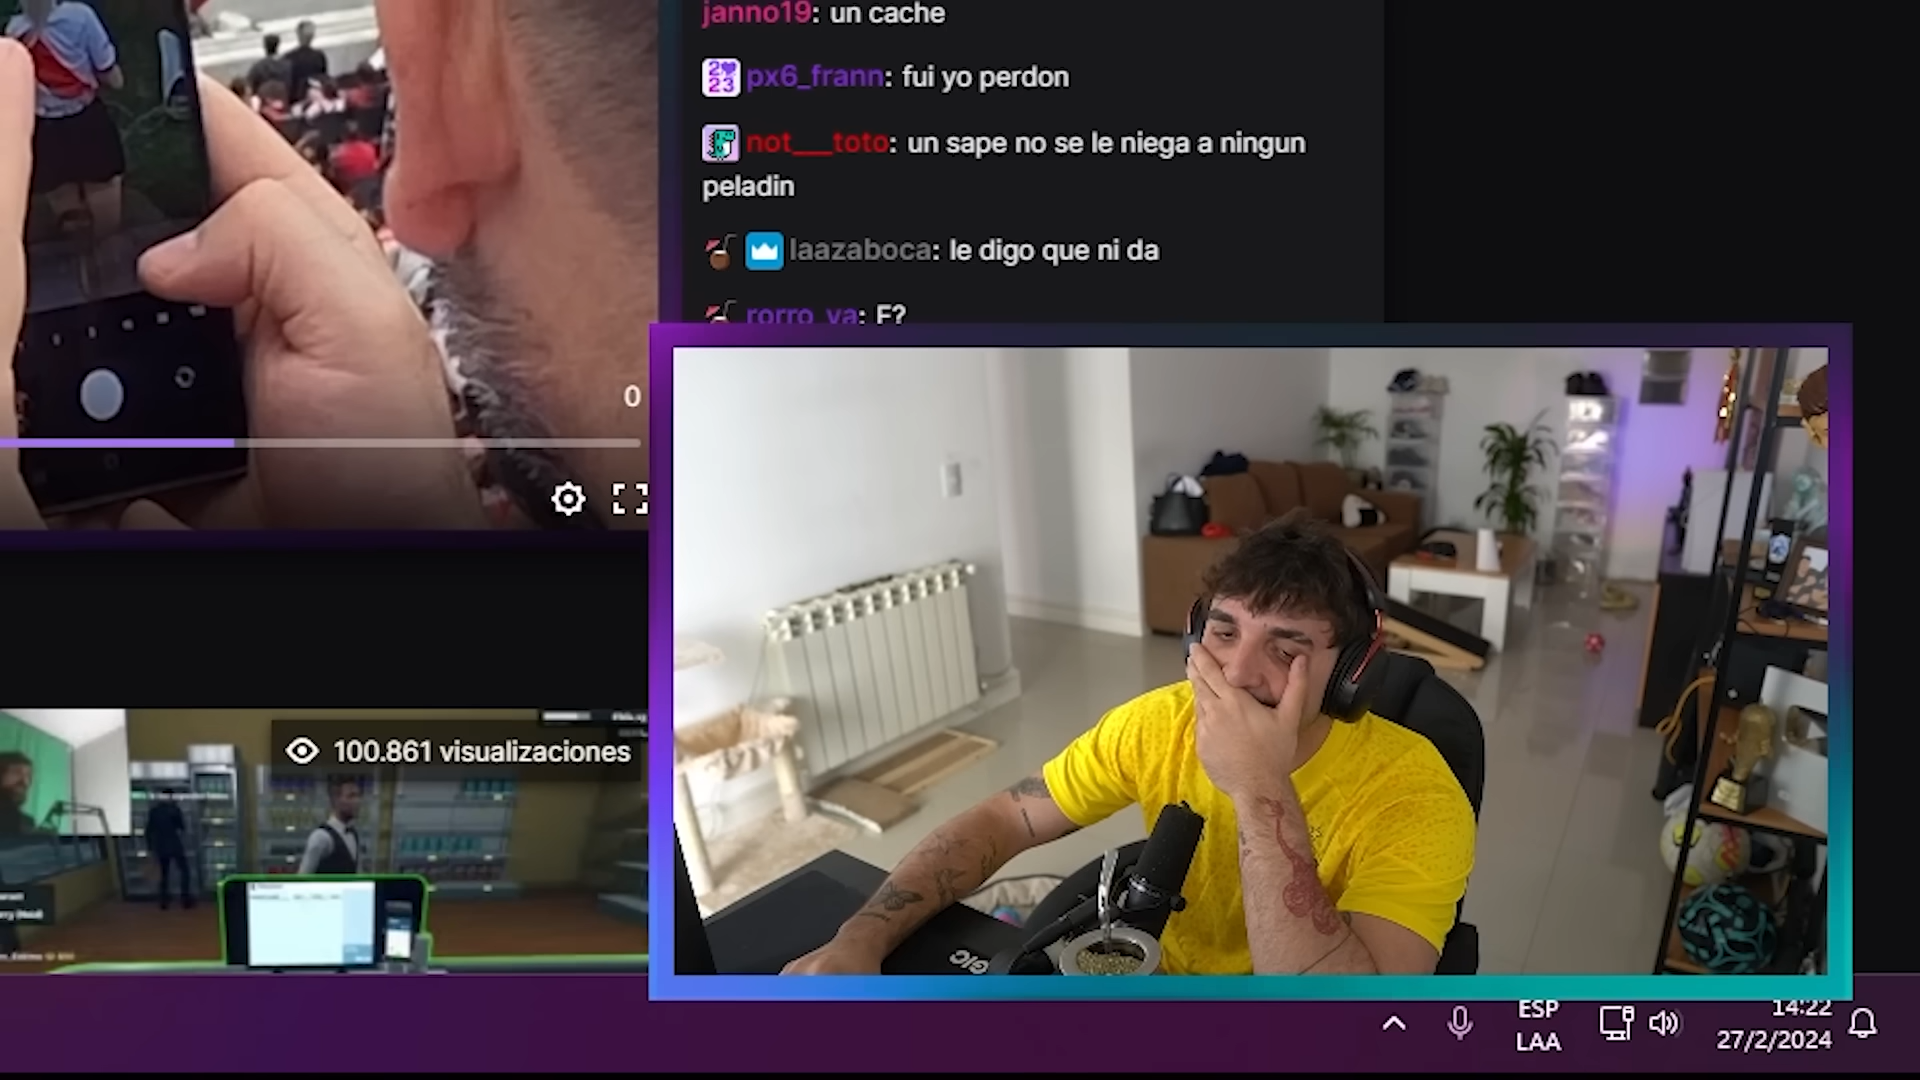 janno19: un cache
px6_frann: fui yo perdon
not___toto: un sape no se le niega a ningun
peladin
laazaboca: le digo que ni da
rorro_va: F?
0
100.861 visualizaciones
ESP
LAA
14:22
27/2/2024